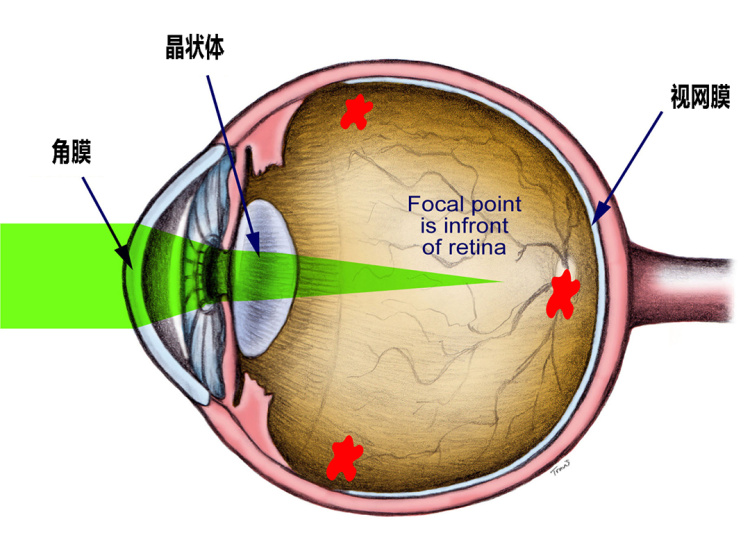 晶状体
视网膜
角膜
Focal point
is infront
of retina